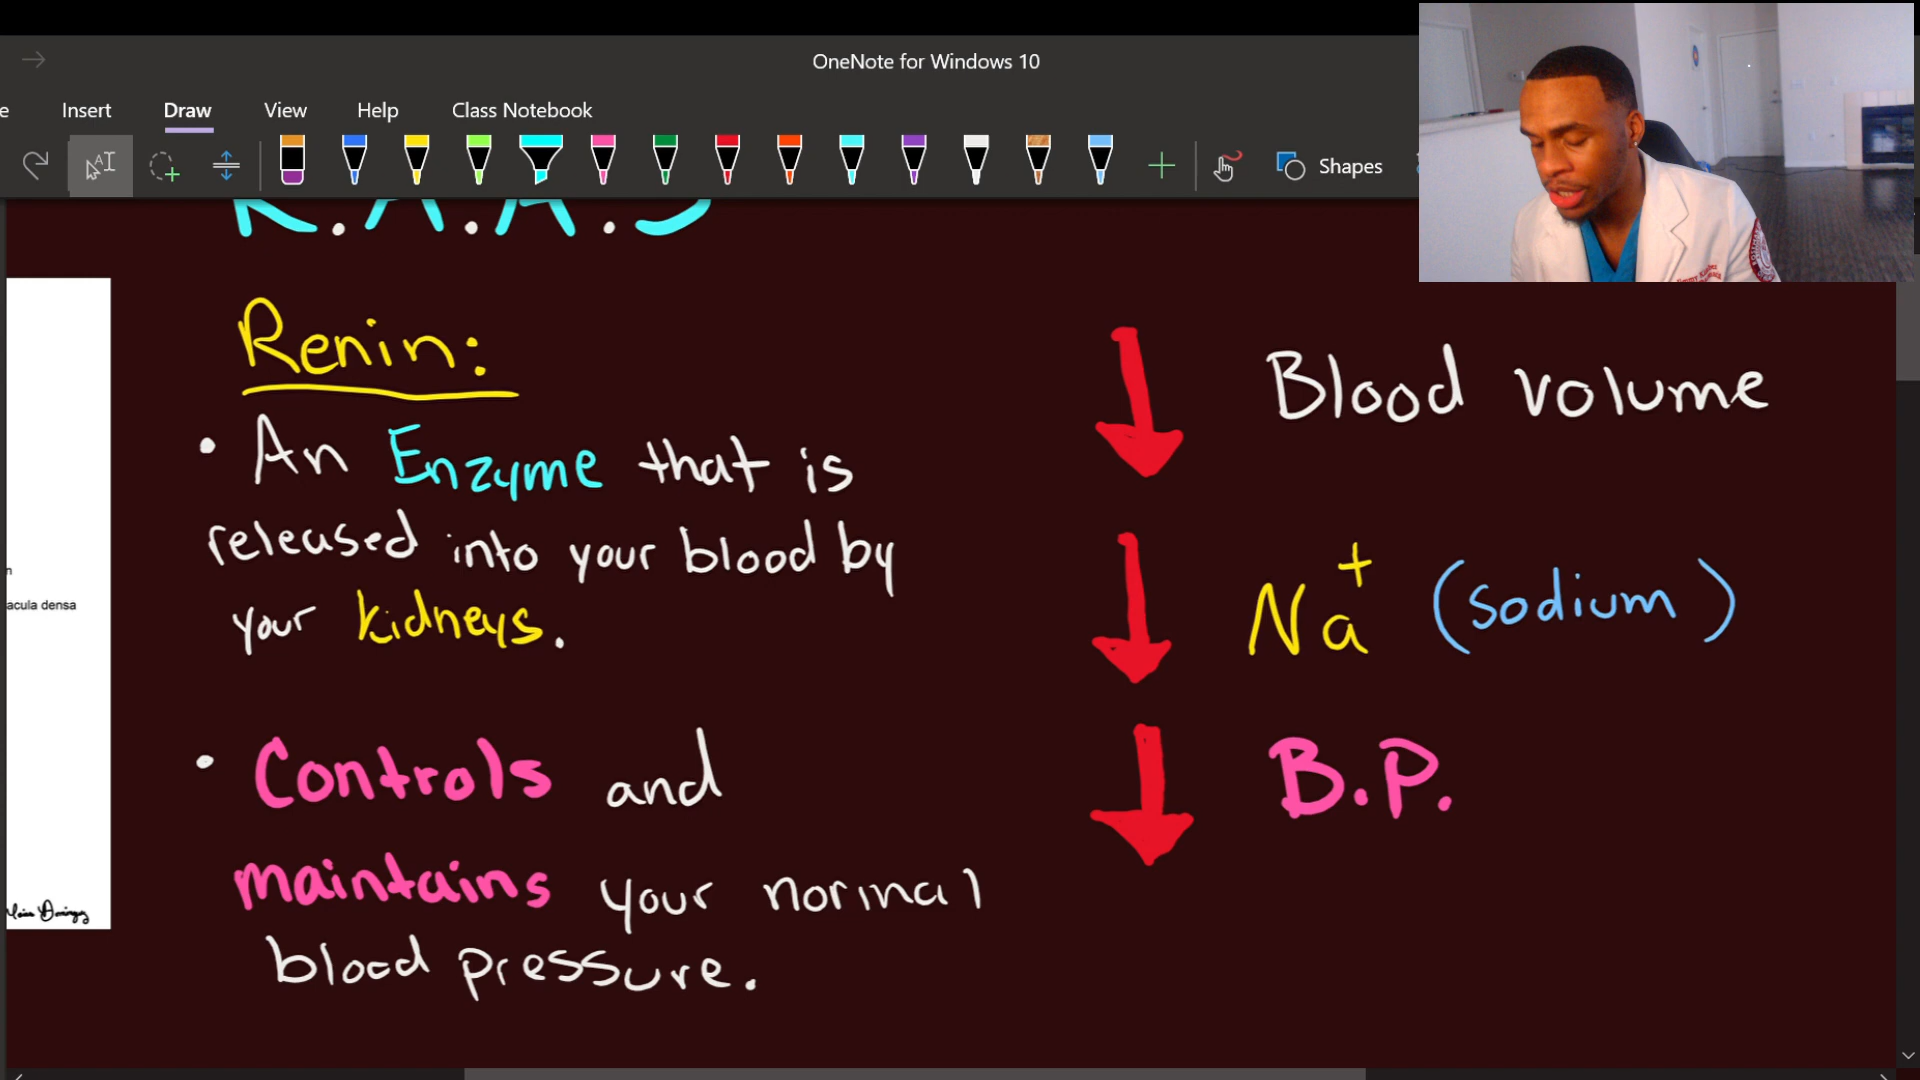 OneNote for Windows 10
Insert Draw View Help Class Notebook
Shapes
R.A.A.S
Renin:
• An Enzyme that is
released into your blood by
your kidneys.
• Controls and
maintains your normal
blood pressure.
Blood volume
Na+ (sodium)
B.P.
acula densa